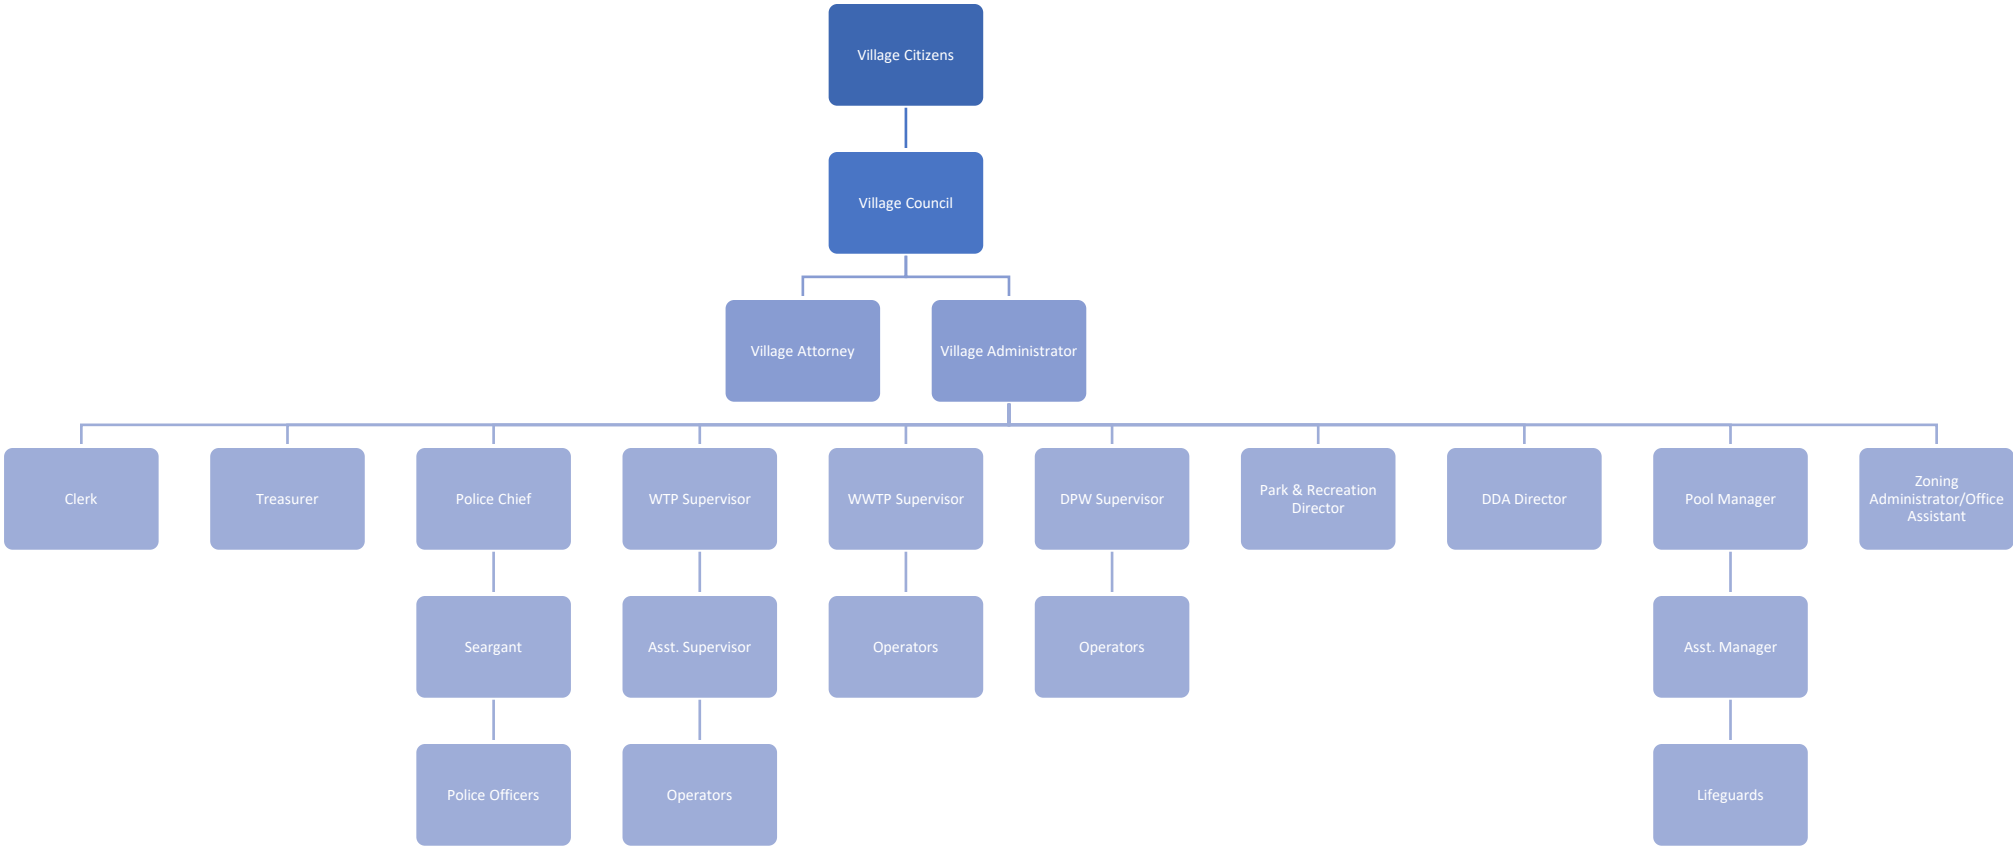 Village Citizens
Village Council
Village Attorney
Village Administrator
Clerk
Treasurer
Police Chief
WTP Supervisor
WWTP Supervisor
DPW Supervisor
Park & Recreation
Director
DDA Director
Pool Manager
Zoning
Administrator/Office
Assistant
Seargant
Asst. Supervisor
Operators
Operators
Asst. Manager
Police Officers
Operators
Lifeguards